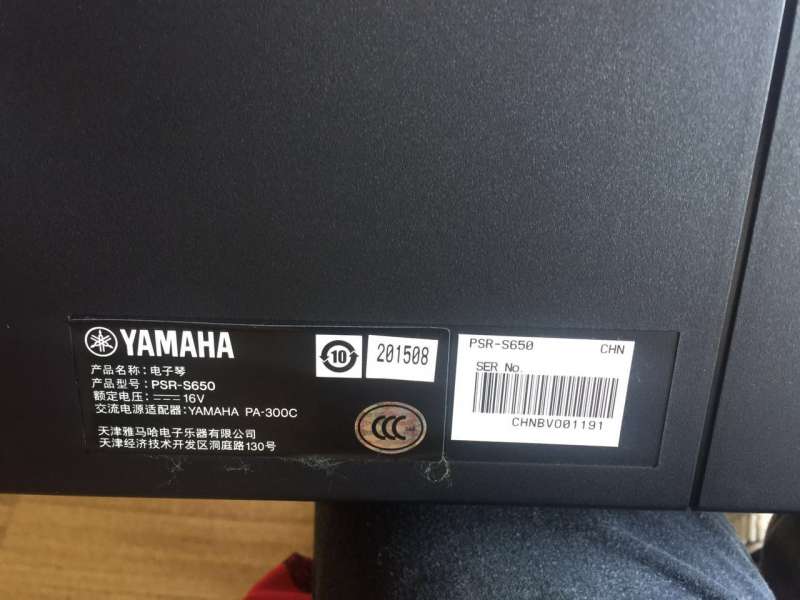 YAMAHA
产品名称：电子琴
产品型号：PSR-S650
额定电压：⎓ 16V
交流电源适配器：YAMAHA PA-300C
天津雅马哈电子乐器有限公司
天津经济技术开发区洞庭路130号
10
201508
CCC
PSR-S650 CHN
SER No.
CHNBV001191